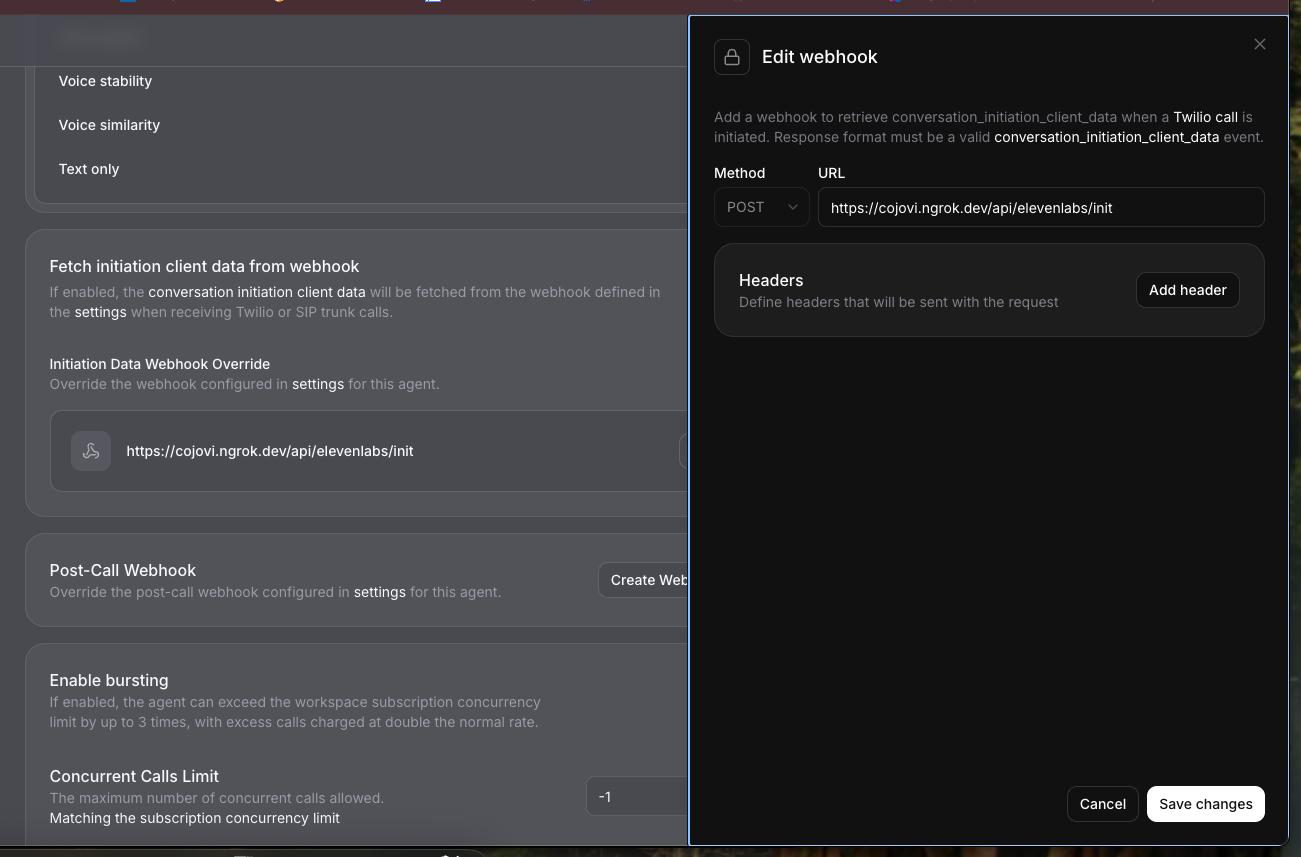 Voice stability
Voice similarity
Text only
Fetch initiation client data from webhook
If enabled, the conversation initiation client data will be fetched from the webhook defined in
the settings when receiving Twilio or SIP trunk calls.
Initiation Data Webhook Override
Override the webhook configured in settings for this agent.
https://cojovi.ngrok.dev/api/elevenlabs/init
Post-Call Webhook
Override the post-call webhook configured in settings for this agent.
Create Web
Enable bursting
If enabled, the agent can exceed the workspace subscription concurrency
limit by up to 3 times, with excess calls charged at double the normal rate.
Concurrent Calls Limit
The maximum number of concurrent calls allowed.
Matching the subscription concurrency limit
-1
Edit webhook
Add a webhook to retrieve conversation_initiation_client_data when a Twilio call is
initiated. Response format must be a valid conversation_initiation_client_data event.
Method URL
POST https://cojovi.ngrok.dev/api/elevenlabs/init
Headers
Define headers that will be sent with the request
Add header
Cancel Save changes